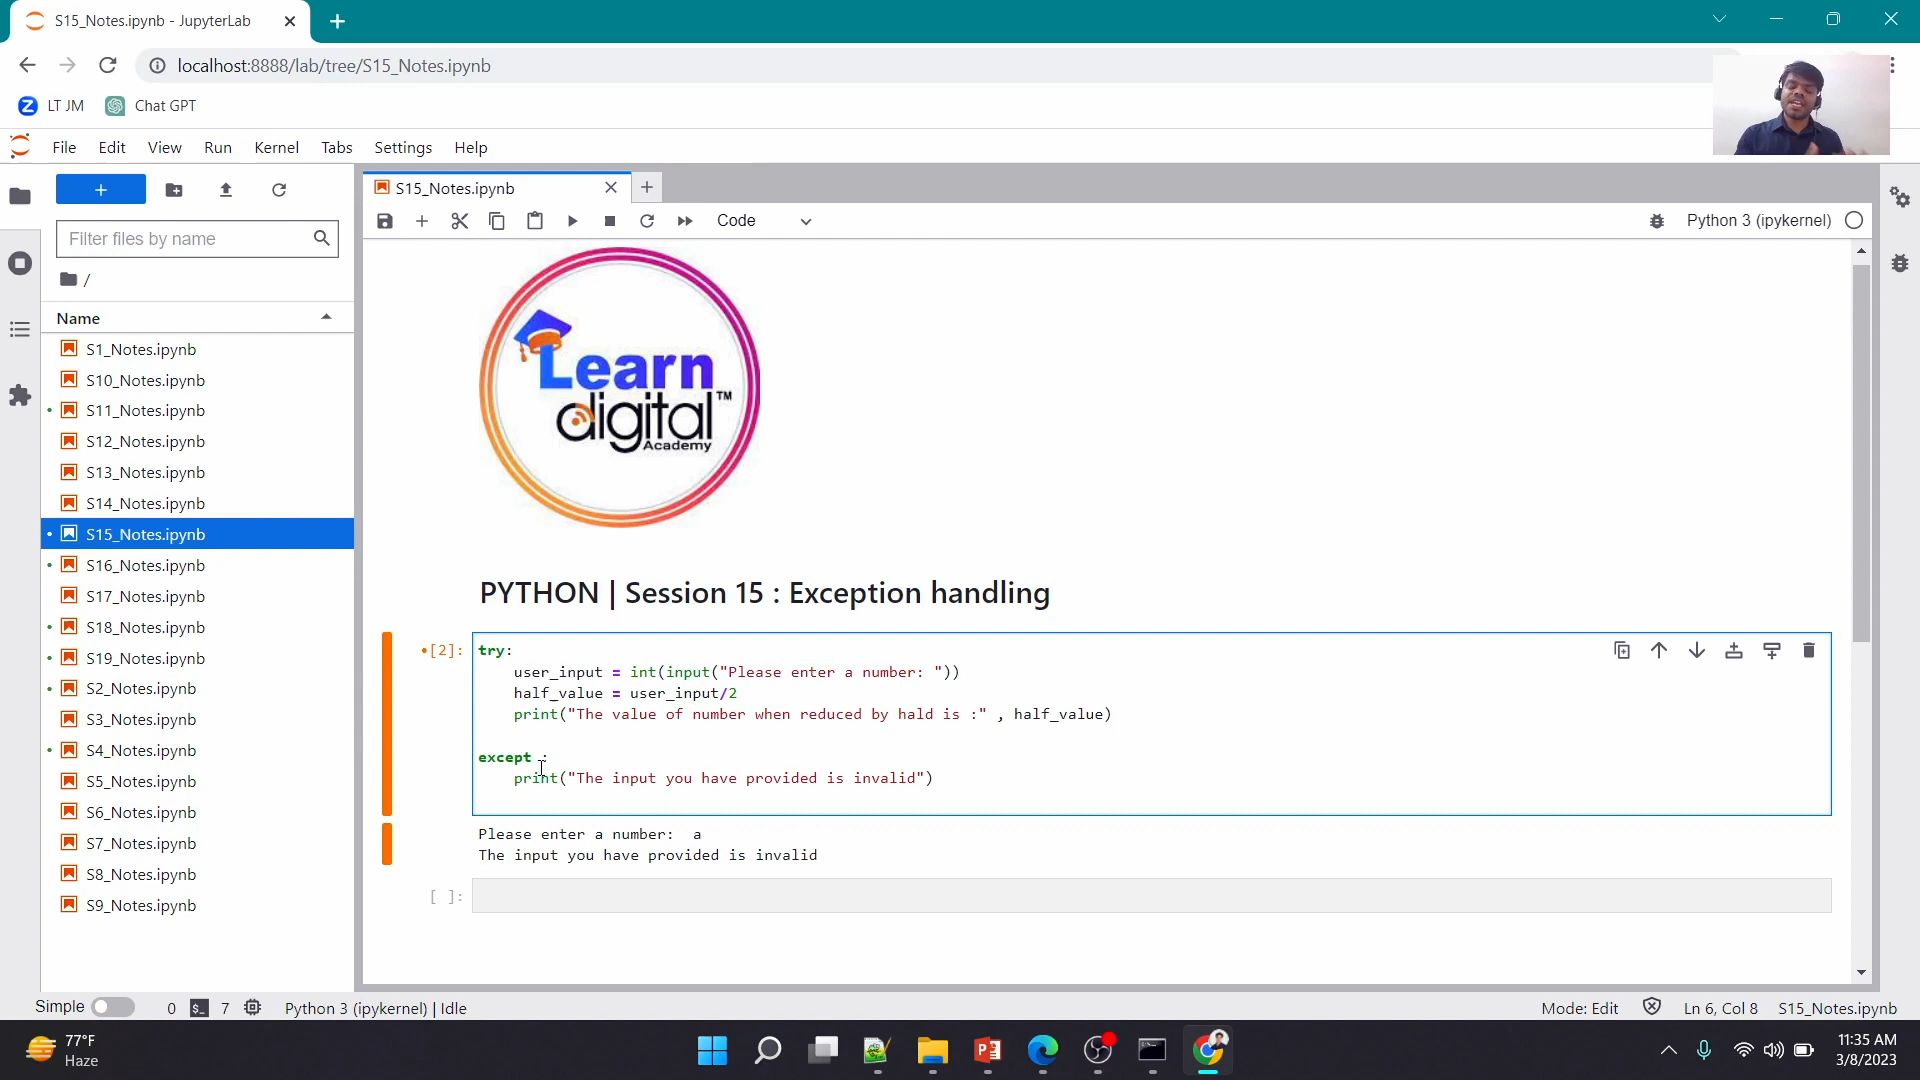 S15_Notes.ipynb - JupyterLab
localhost:8888/lab/tree/S15_Notes.ipynb
LT JM
Chat GPT
File Edit View Run Kernel Tabs Settings Help
S15_Notes.ipynb
Code
Python 3 (ipykernel)
Filter files by name
/
Name
S1_Notes.ipynb
S10_Notes.ipynb
S11_Notes.ipynb
S12_Notes.ipynb
S13_Notes.ipynb
S14_Notes.ipynb
S15_Notes.ipynb
S16_Notes.ipynb
S17_Notes.ipynb
S18_Notes.ipynb
S19_Notes.ipynb
S2_Notes.ipynb
S3_Notes.ipynb
S4_Notes.ipynb
S5_Notes.ipynb
S6_Notes.ipynb
S7_Notes.ipynb
S8_Notes.ipynb
S9_Notes.ipynb
Learn
digital™
Academy
PYTHON | Session 15 : Exception handling
•[2]: try:
user_input = int(input("Please enter a number: "))
half_value = user_input/2
print("The value of number when reduced by hald is :" , half_value)
except :
print("The input you have provided is invalid")
Please enter a number:  a
The input you have provided is invalid
[ ]:
Simple 0 $_ 7 Python 3 (ipykernel) | Idle
Mode: Edit Ln 6, Col 8 S15_Notes.ipynb
77°F
Haze
11:35 AM
3/8/2023